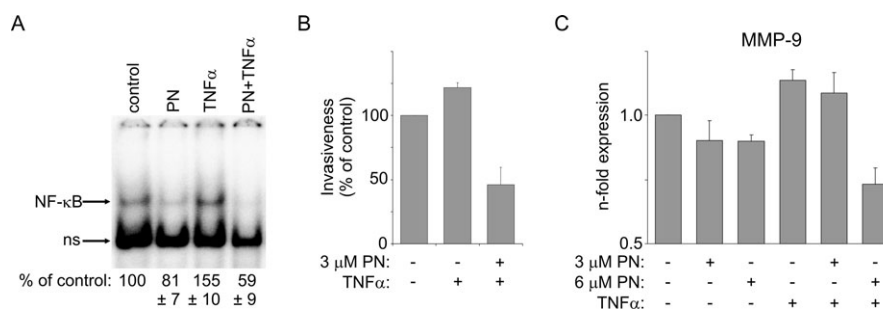 A
control
PN
TNFα
PN+TNFα
NF-κB
ns
% of control: 100 81 155 59
± 7 ± 10 ± 9
B
Invasiveness
(% of control)
100
50
0
3 μM PN: - - +
TNFα: - + +
C
MMP-9
n-fold expression
1.0
0.5
3 μM PN: - + - - + -
6 μM PN: - - + - - +
TNFα: - - - + + +